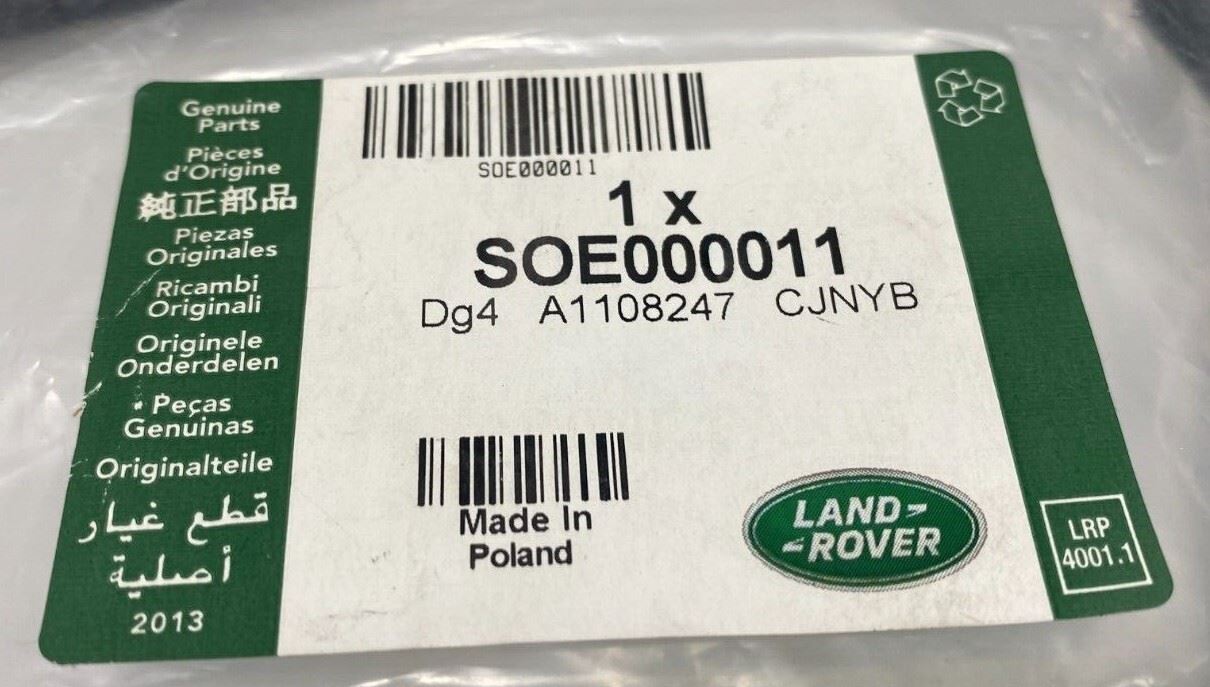 Genuine
Parts
Pièces
d'Origine
純正部品
Piezas
Originales
Ricambi
Originali
Originele
Onderdelen
Peças
Genuinas
Originalteile
قطع غيار
أصلية
2013
SOE000011
1 x
SOE000011
Dg4 A1108247 CJNYB
Made In
Poland
LAND
ROVER
LRP
4001.1